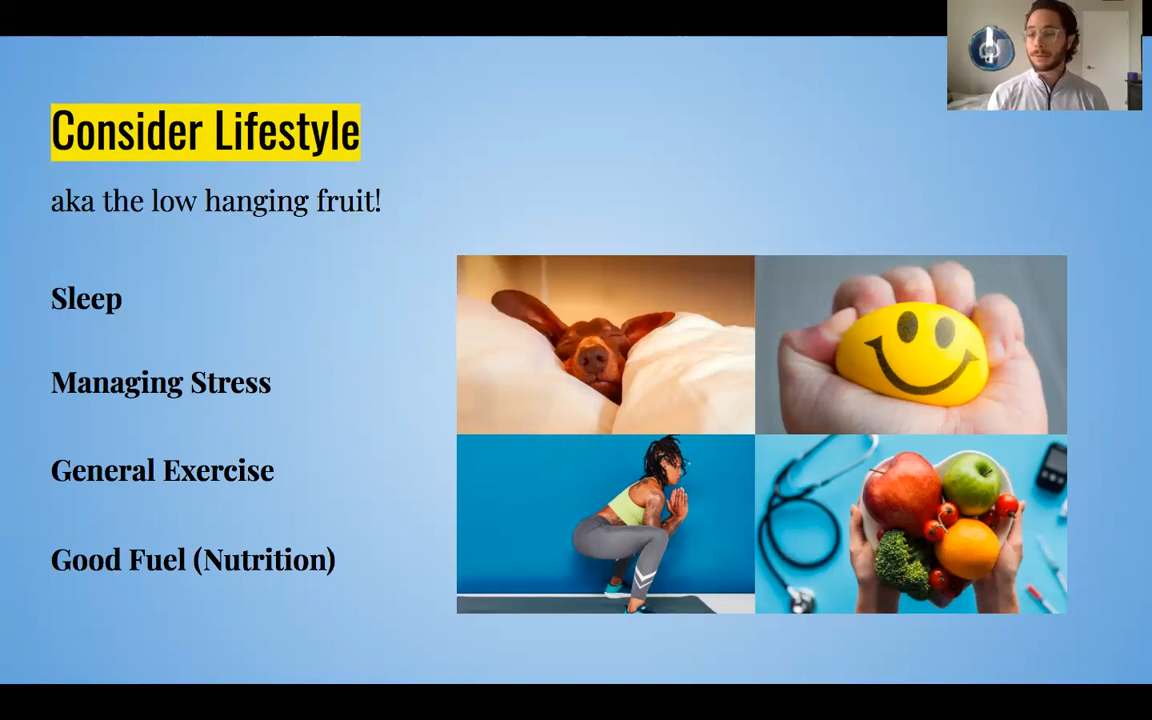 Consider Lifestyle
aka the low hanging fruit!
Sleep
Managing Stress
General Exercise
Good Fuel (Nutrition)